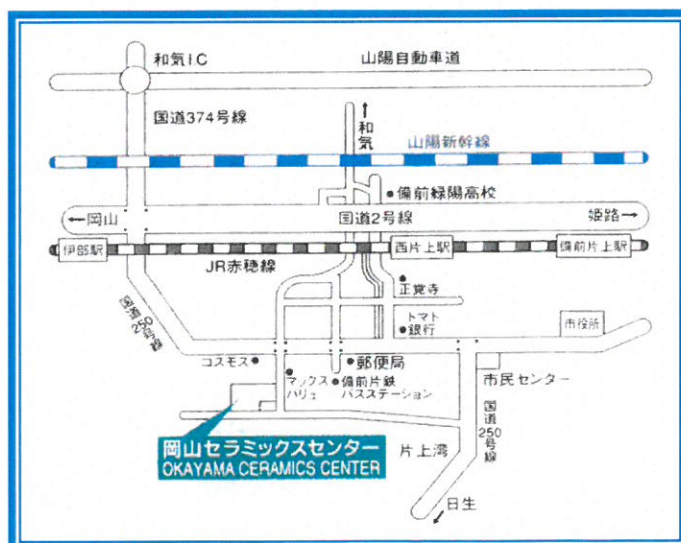 和気I.C
山陽自動車道
国道374号線
和気
山陽新幹線
備前緑陽高校
岡山
国道2号線
姫路
伊部駅
西片上駅
備前片上駅
JR赤穂線
正覚寺
国道250号線
トマト
銀行
市役所
コスモス
郵便局
マックス
バリュ
備前片鉄
バスステーション
市民センター
国道250号線
岡山セラミックスセンター
OKAYAMA CERAMICS CENTER
片上湾
日生